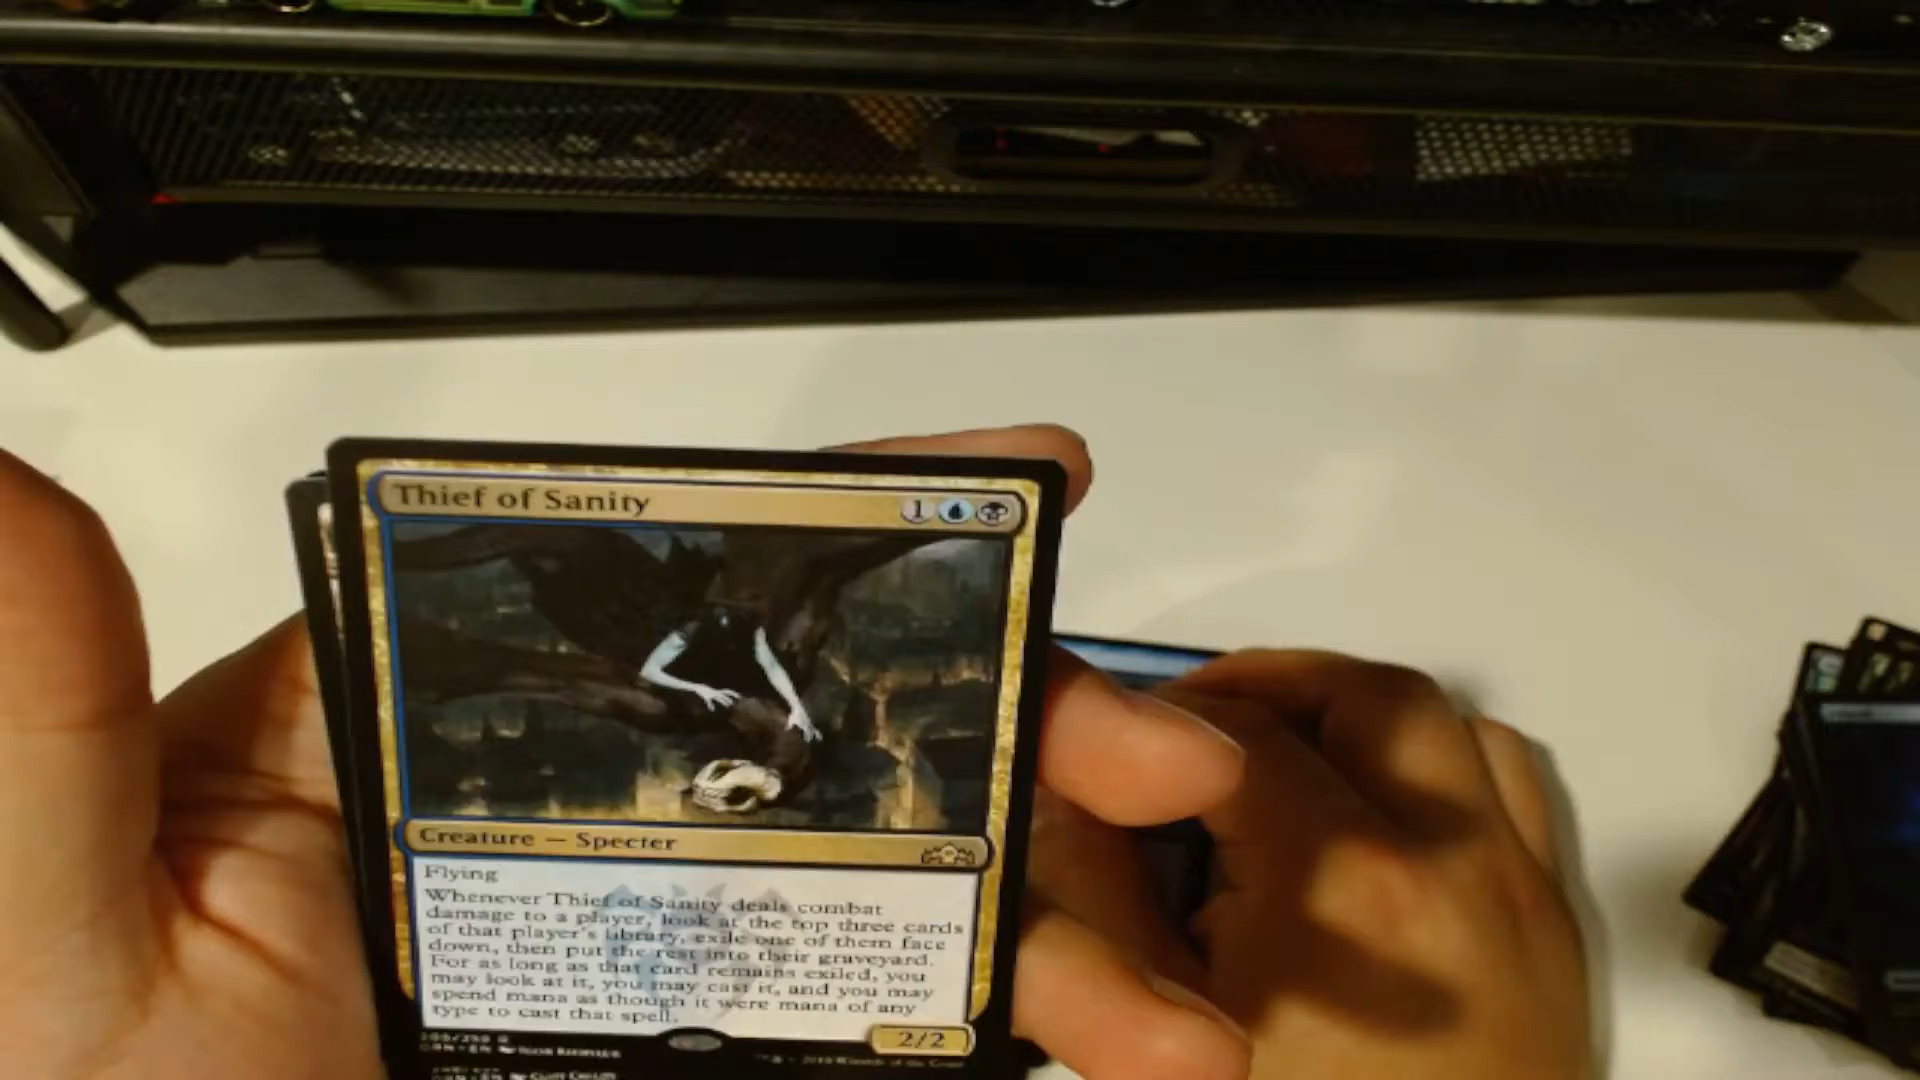 Thief of Sanity
1
Creature — Specter
Flying
Whenever Thief of Sanity deals combat
damage to a player, look at the top three cards
of that player's library, exile one of them face
down, then put the rest into their graveyard.
For as long as that card remains exiled, you
may look at it, you may cast it, and you may
spend mana as though it were mana of any
type to cast that spell.
2/2